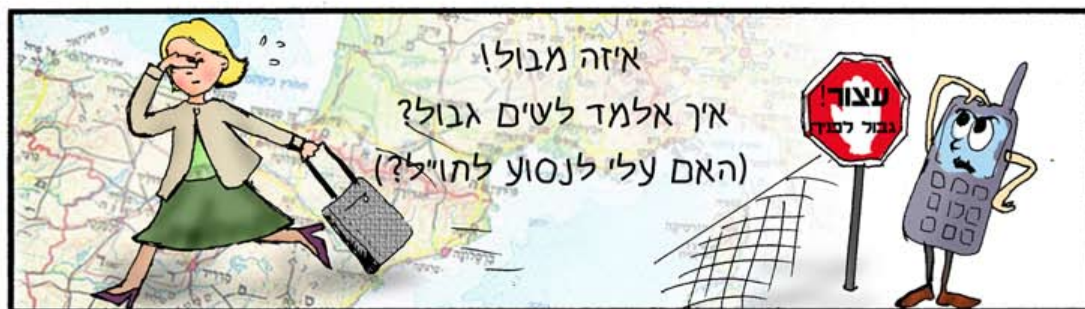 איזה מבול!
איך אלמד לשים גבול?
(האם עלי לנסוע לחו״ל?)
עצור!
גבול לפניך